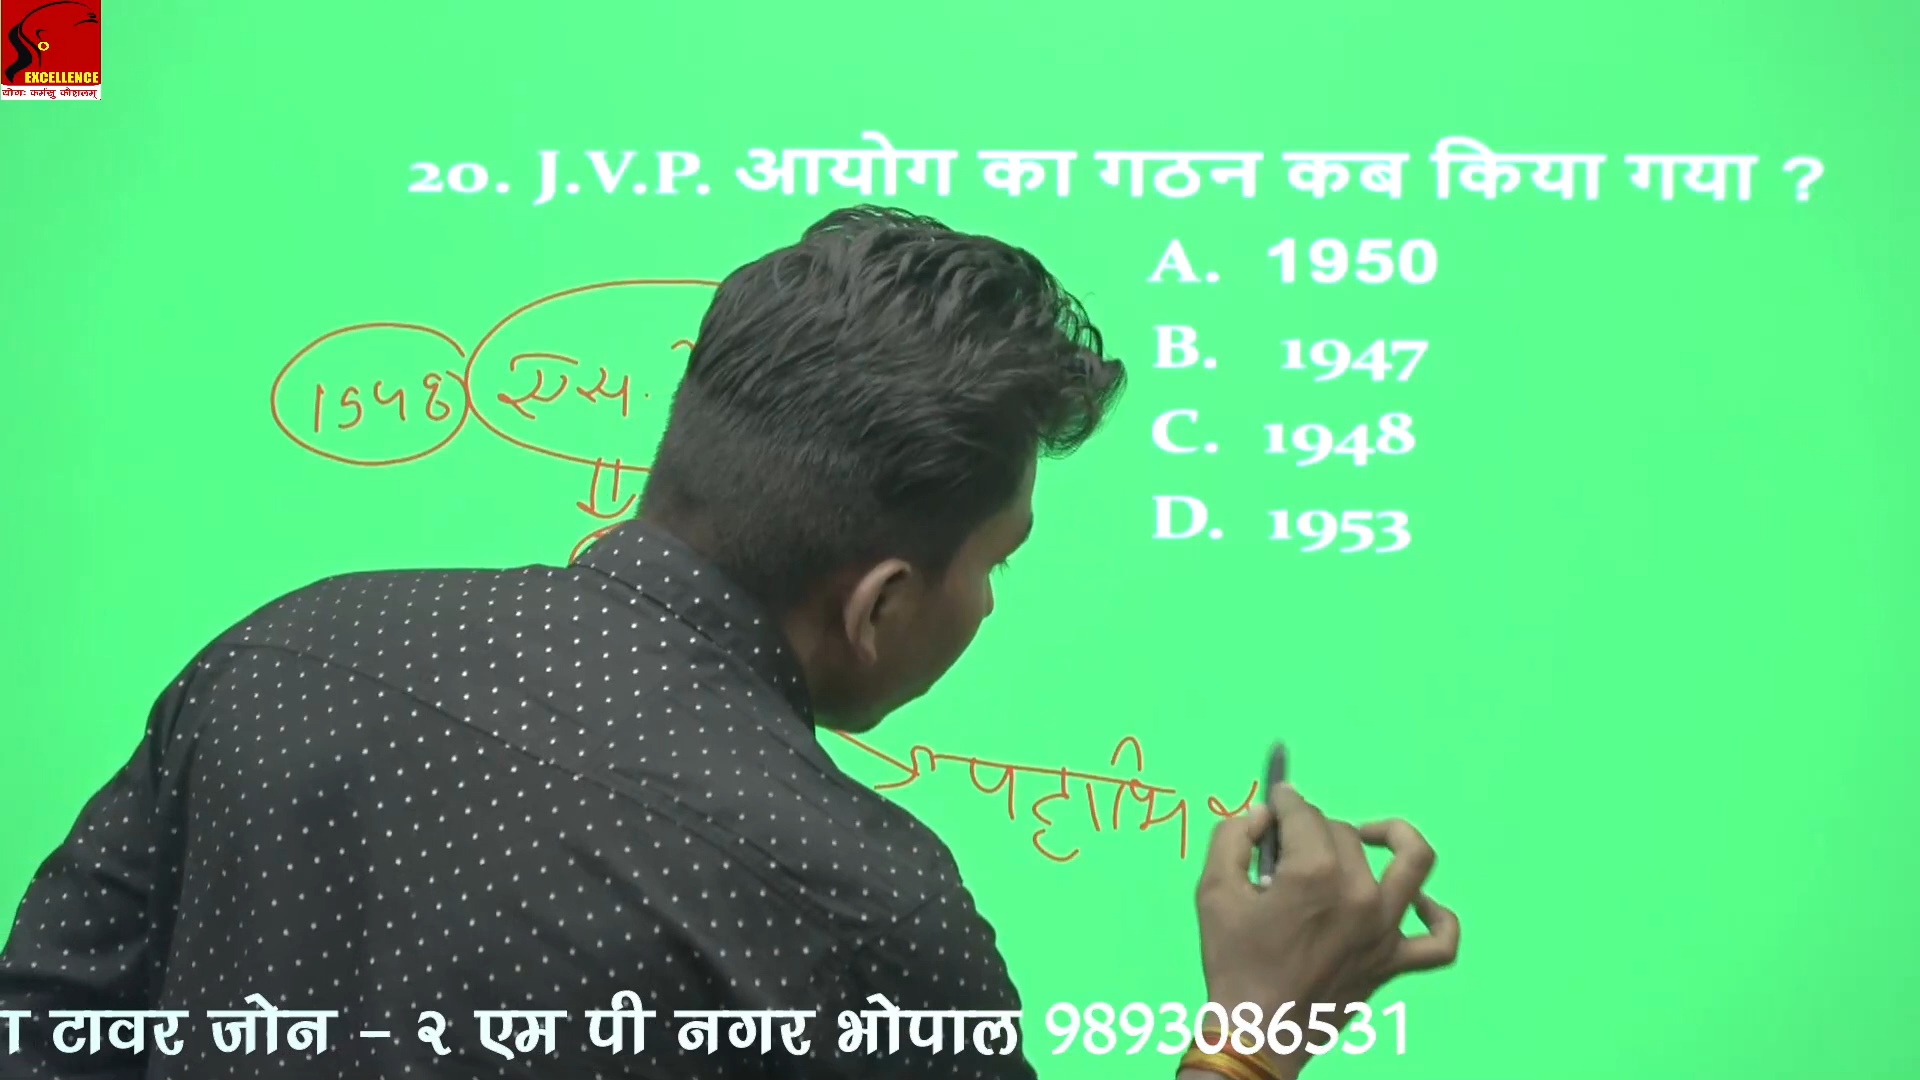 EXCELLENCE
योगः कर्मसु कौशलम्
20. J.V.P. आयोग का गठन कब किया गया ?
A. 1950
B. 1947
C. 1948
D. 1953
1948 एस.
पट्टाभि
टावर जोन – २ एम पी नगर भोपाल 9893086531